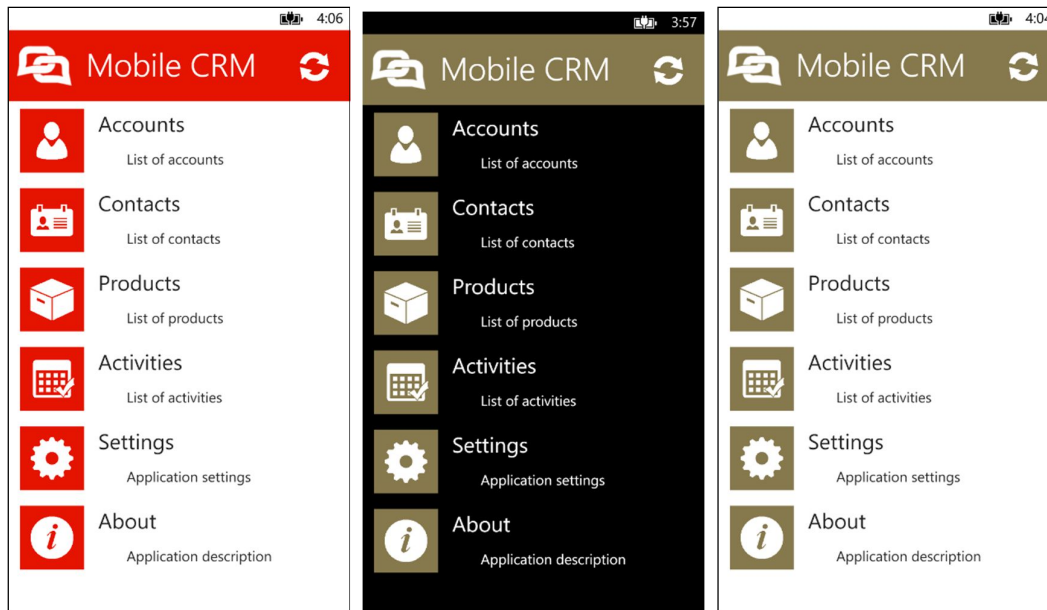 4:06
Mobile CRM
Accounts
List of accounts
Contacts
List of contacts
Products
List of products
Activities
List of activities
Settings
Application settings
i
About
Application description
3:57
Mobile CRM
Accounts
List of accounts
Contacts
List of contacts
Products
List of products
Activities
List of activities
Settings
Application settings
i
About
Application description
4:04
Mobile CRM
Accounts
List of accounts
Contacts
List of contacts
Products
List of products
Activities
List of activities
Settings
Application settings
i
About
Application description